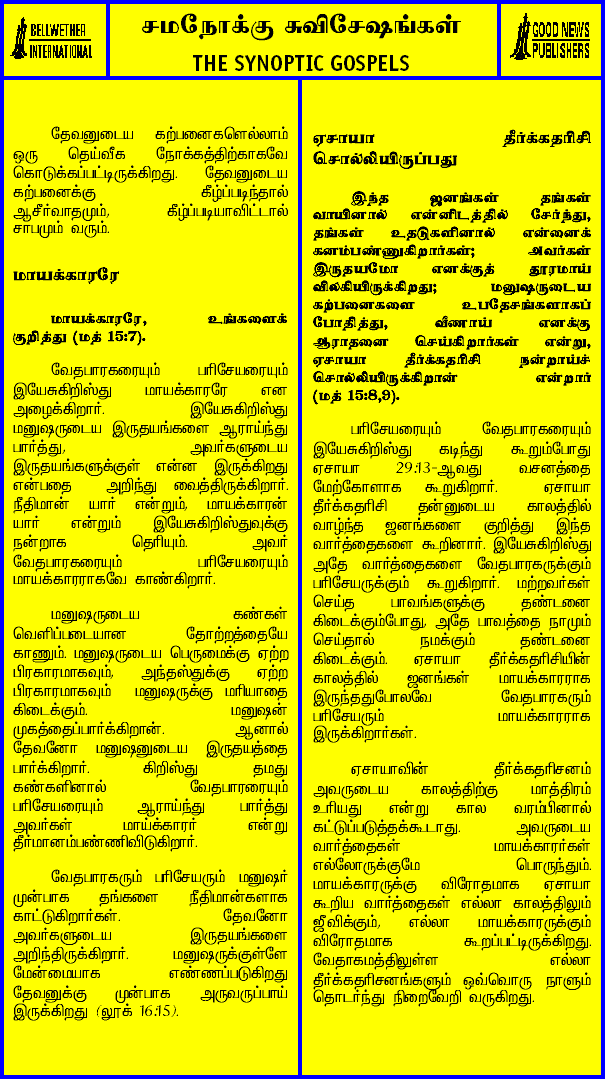 BELLWETHER
INTERNATIONAL
சமநோக்கு சுவிசேஷங்கள்
THE SYNOPTIC GOSPELS
GOOD NEWS
PUBLISHERS
தேவனுடைய கற்பனைகளெல்லாம்
ஒரு தெய்வீக நோக்கத்திற்காகவே
கொடுக்கப்பட்டிருக்கிறது. தேவனுடைய
கற்பனைக்கு கீழ்ப்படிந்தால்
ஆசீர்வாதமும், கீழ்ப்படியாவிட்டால்
சாபமும் வரும்.
மாயக்காரரே
மாயக்காரரே, உங்களைக்
குறித்து (மத் 15:7).
வேதபாரகரையும் பரிசேயரையும்
இயேசுகிறிஸ்து மாயக்காரரே என
அழைக்கிறார். இயேசுகிறிஸ்து
மனுஷருடைய இருதயங்களை ஆராய்ந்து
பார்த்து, அவர்களுடைய
இருதயங்களுக்குள் என்ன இருக்கிறது
என்பதை அறிந்து வைத்திருக்கிறார்.
நீதிமான் யார் என்றும், மாயக்காரன்
யார் என்றும் இயேசுகிறிஸ்துவுக்கு
நன்றாக தெரியும். அவர்
வேதபாரகரையும் பரிசேயரையும்
மாயக்காரராகவே காண்கிறார்.
மனுஷருடைய கண்கள்
வெளிப்படையான தோற்றத்தையே
காணும். மனுஷருடைய பெருமைக்கு ஏற்ற
பிரகாரமாகவும், அந்தஸ்துக்கு ஏற்ற
பிரகாரமாகவும் மனுஷருக்கு மரியாதை
கிடைக்கும். மனுஷன்
முகத்தைப்பார்க்கிறான். ஆனால்
தேவனோ மனுஷனுடைய இருதயத்தை
பார்க்கிறார். கிறிஸ்து தமது
கண்களினால் வேதபாரரையும்
பரிசேயரையும் ஆராய்ந்து பார்த்து
அவர்கள் மாய்க்காரர் என்று
தீர்மானம்பண்ணிவிடுகிறார்.
வேதபாரகரும் பரிசேயரும் மனுஷர்
முன்பாக தங்களை நீதிமான்களாக
காட்டுகிறார்கள். தேவனோ
அவர்களுடைய இருதயங்களை
அறிந்திருக்கிறார். மனுஷருக்குள்ளே
மேன்மையாக எண்ணப்படுகிறது
தேவனுக்கு முன்பாக அருவருப்பாய்
இருக்கிறது (லூக் 16:15).
ஏசாயா தீர்க்கதரிசி
சொல்லியிருப்பது
இந்த ஜனங்கள் தங்கள்
வாயினால் என்னிடத்தில் சேர்ந்து,
தங்கள் உதடுகளினால் என்னைக்
கனம்பண்ணுகிறார்கள்; அவர்கள்
இருதயமோ எனக்குத் தூரமாய்
விலகியிருக்கிறது; மனுஷருடைய
கற்பனைகளை உபதேசங்களாகப்
போதித்து, வீணாய் எனக்கு
ஆராதனை செய்கிறார்கள் என்று,
ஏசாயா தீர்க்கதரிசி நன்றாய்ச்
சொல்லியிருக்கிறான் என்றார்
(மத் 15:8,9).
பரிசேயரையும் வேதபாரகரையும்
இயேசுகிறிஸ்து கடிந்து கூறும்போது
ஏசாயா 29:13-ஆவது வசனத்தை
மேற்கோளாக கூறுகிறார். ஏசாயா
தீர்க்கதரிசி தன்னுடைய காலத்தில்
வாழ்ந்த ஜனங்களை குறித்து இந்த
வார்த்தைகளை கூறினார். இயேசுகிறிஸ்து
அதே வார்த்தைகளை வேதபாரகருக்கும்
பரிசேயருக்கும் கூறுகிறார். மற்றவர்கள்
செய்த பாவங்களுக்கு தண்டனை
கிடைக்கும்போது, அதே பாவத்தை நாமும்
செய்தால் நமக்கும் தண்டனை
கிடைக்கும். ஏசாயா தீர்க்கதரிசியின்
காலத்தில் ஜனங்கள் மாயக்காரராக
இருந்ததுபோலவே வேதபாரகரும்
பரிசேயரும் மாயக்காரராக
இருக்கிறார்கள்.
ஏசாயாவின் தீர்க்கதரிசனம்
அவருடைய காலத்திற்கு மாத்திரம்
உரியது என்று கால வரம்பினால்
கட்டுப்படுத்தக்கூடாது. அவருடைய
வார்த்தைகள் மாயக்காரர்கள்
எல்லோருக்குமே பொருந்தும்.
மாயக்காரருக்கு விரோதமாக ஏசாயா
கூறிய வார்த்தைகள் எல்லா காலத்திலும்
ஜீவிக்கும், எல்லா மாயக்காரருக்கும்
விரோதமாக கூறப்பட்டிருக்கிறது.
வேதாகமத்திலுள்ள எல்லா
தீர்க்கதரிசனங்களும் ஒவ்வொரு நாளும்
தொடர்ந்து நிறைவேறி வருகிறது.